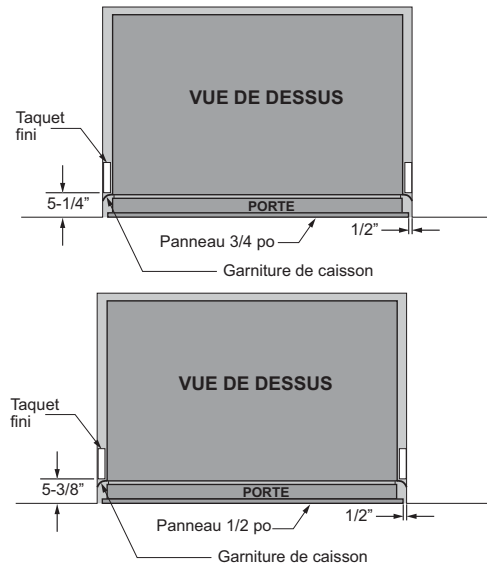 VUE DE DESSUS
Taquet
fini
5-1/4”
PORTE
1/2”
Panneau 3/4 po
Garniture de caisson
VUE DE DESSUS
Taquet
fini
5-3/8”
PORTE
1/2”
Panneau 1/2 po
Garniture de caisson